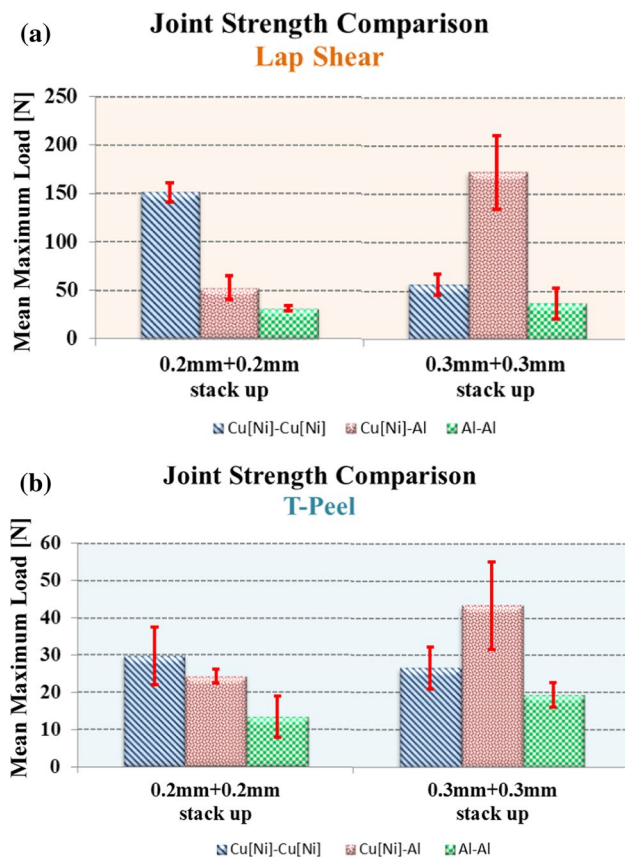 (a)
Joint Strength Comparison
Lap Shear
Mean Maximum Load [N]
250
200
150
100
50
0
0.2mm+0.2mm
stack up
0.3mm+0.3mm
stack up
Cu[Ni]-Cu[Ni] Cu[Ni]-Al Al-Al
(b)
Joint Strength Comparison
T-Peel
Mean Maximum Load [N]
60
50
40
30
20
10
0
0.2mm+0.2mm
stack up
0.3mm+0.3mm
stack up
Cu[Ni]-Cu[Ni] Cu[Ni]-Al Al-Al